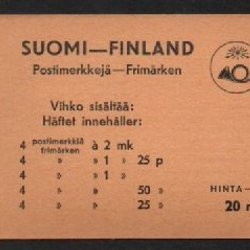 SUOMI—FINLAND
Postimerkkejä—Frimärken
Vihko sisältää:
Häftet innehåller:
4 postimerkkiä frimärken à 2 mk
4 » » 1 » 25 p
4 » » 1 »
4 » » 50 »
4 » » 25 »
HINTA—
20